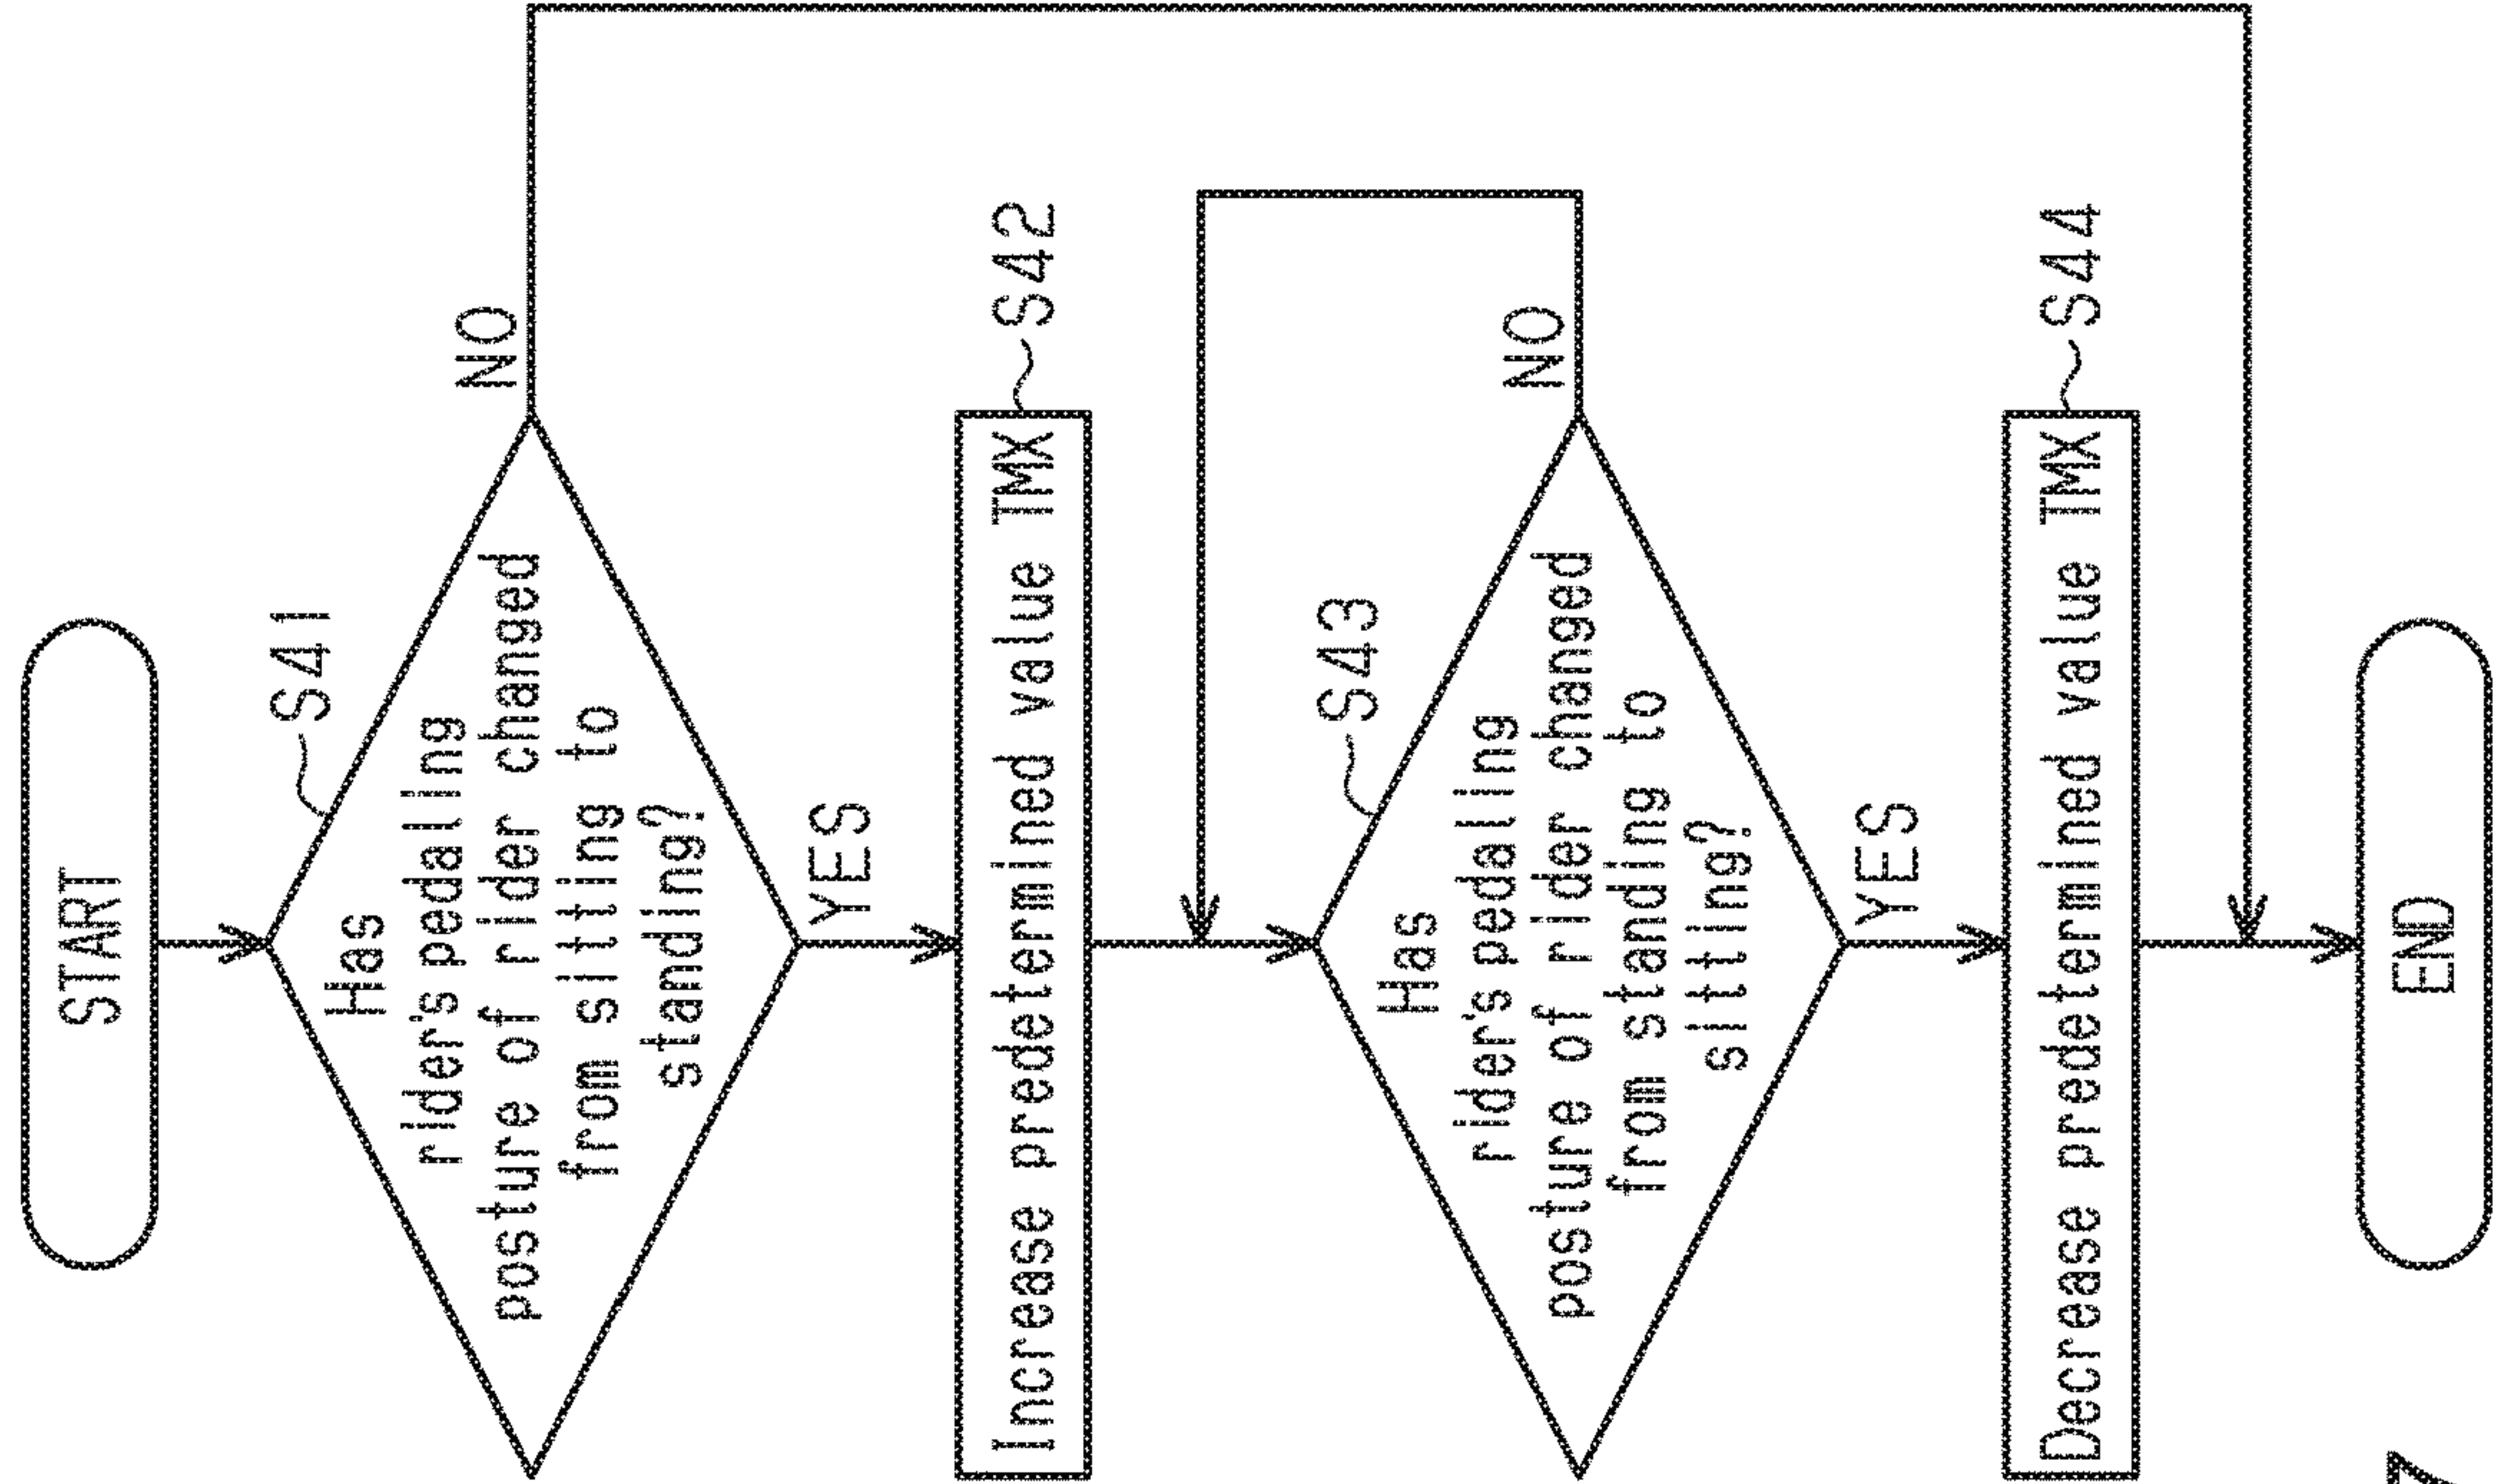 START
S41
Has
rider's pedalling
posture of rider changed
from sitting to
standing?
NO
YES
Increase predetermined value TMX
S42
S43
Has
rider's pedalling
posture of rider changed
from standing to
sitting?
NO
YES
Decrease predetermined value TMX
S44
END